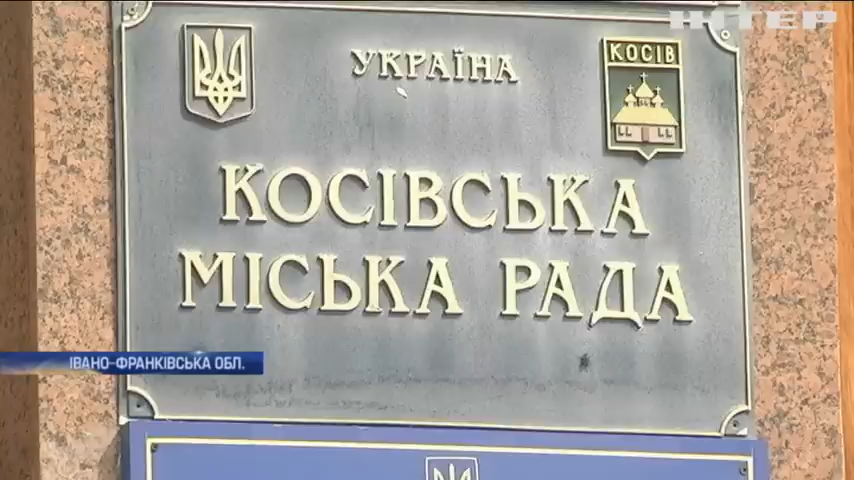 ІНТЕР
УКРАЇНА
КОСІВ
КОСІВСЬКА
МІСЬКА РАДА
ІВАНО-ФРАНКІВСЬКА ОБЛ.